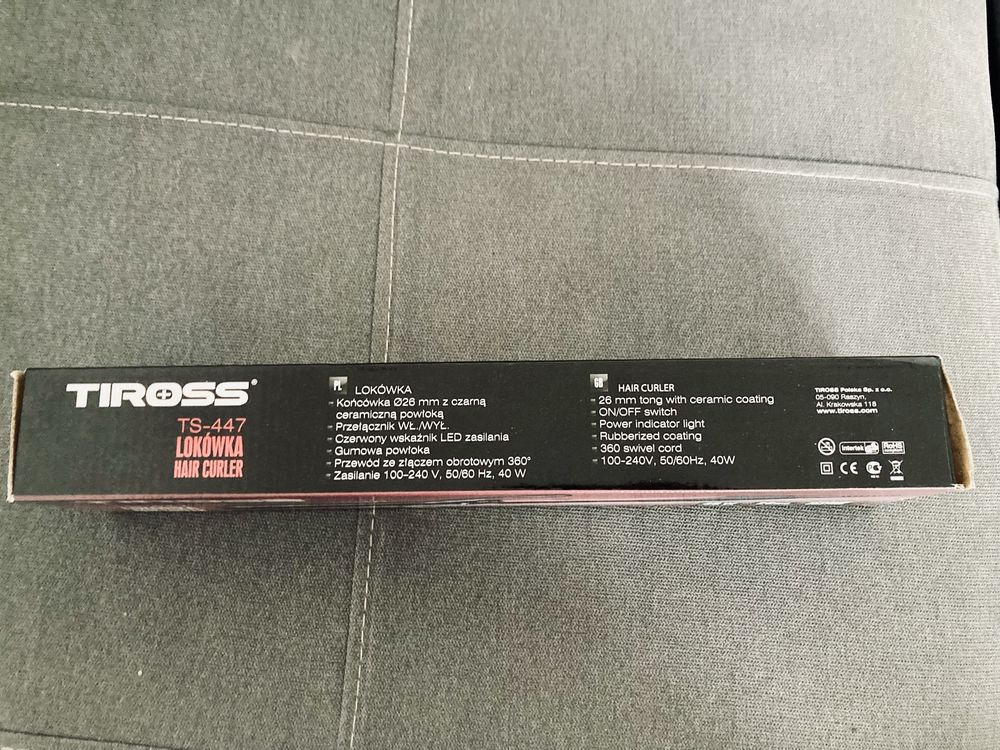 TIROSS®
TS-447
LOKÓWKA
HAIR CURLER
PL LOKÓWKA
- Końcówka Ø26 mm z czarną
ceramiczną powłoką
- Przełącznik WŁ./WYŁ.
- Czerwony wskaźnik LED zasilania
- Gumowa powłoka
- Przewód ze złączem obrotowym 360°
- Zasilanie 100-240 V, 50/60 Hz, 40 W
GB HAIR CURLER
- 26 mm tong with ceramic coating
- ON/OFF switch
- Power indicator light
- Rubberized coating
- 360 swivel cord
- 100-240V, 50/60Hz, 40W
TIROSS Polska Sp. z o.o.
05-090 Raszyn,
Al. Krakowska 118
www.tiross.com
Intertek RoHS
CE